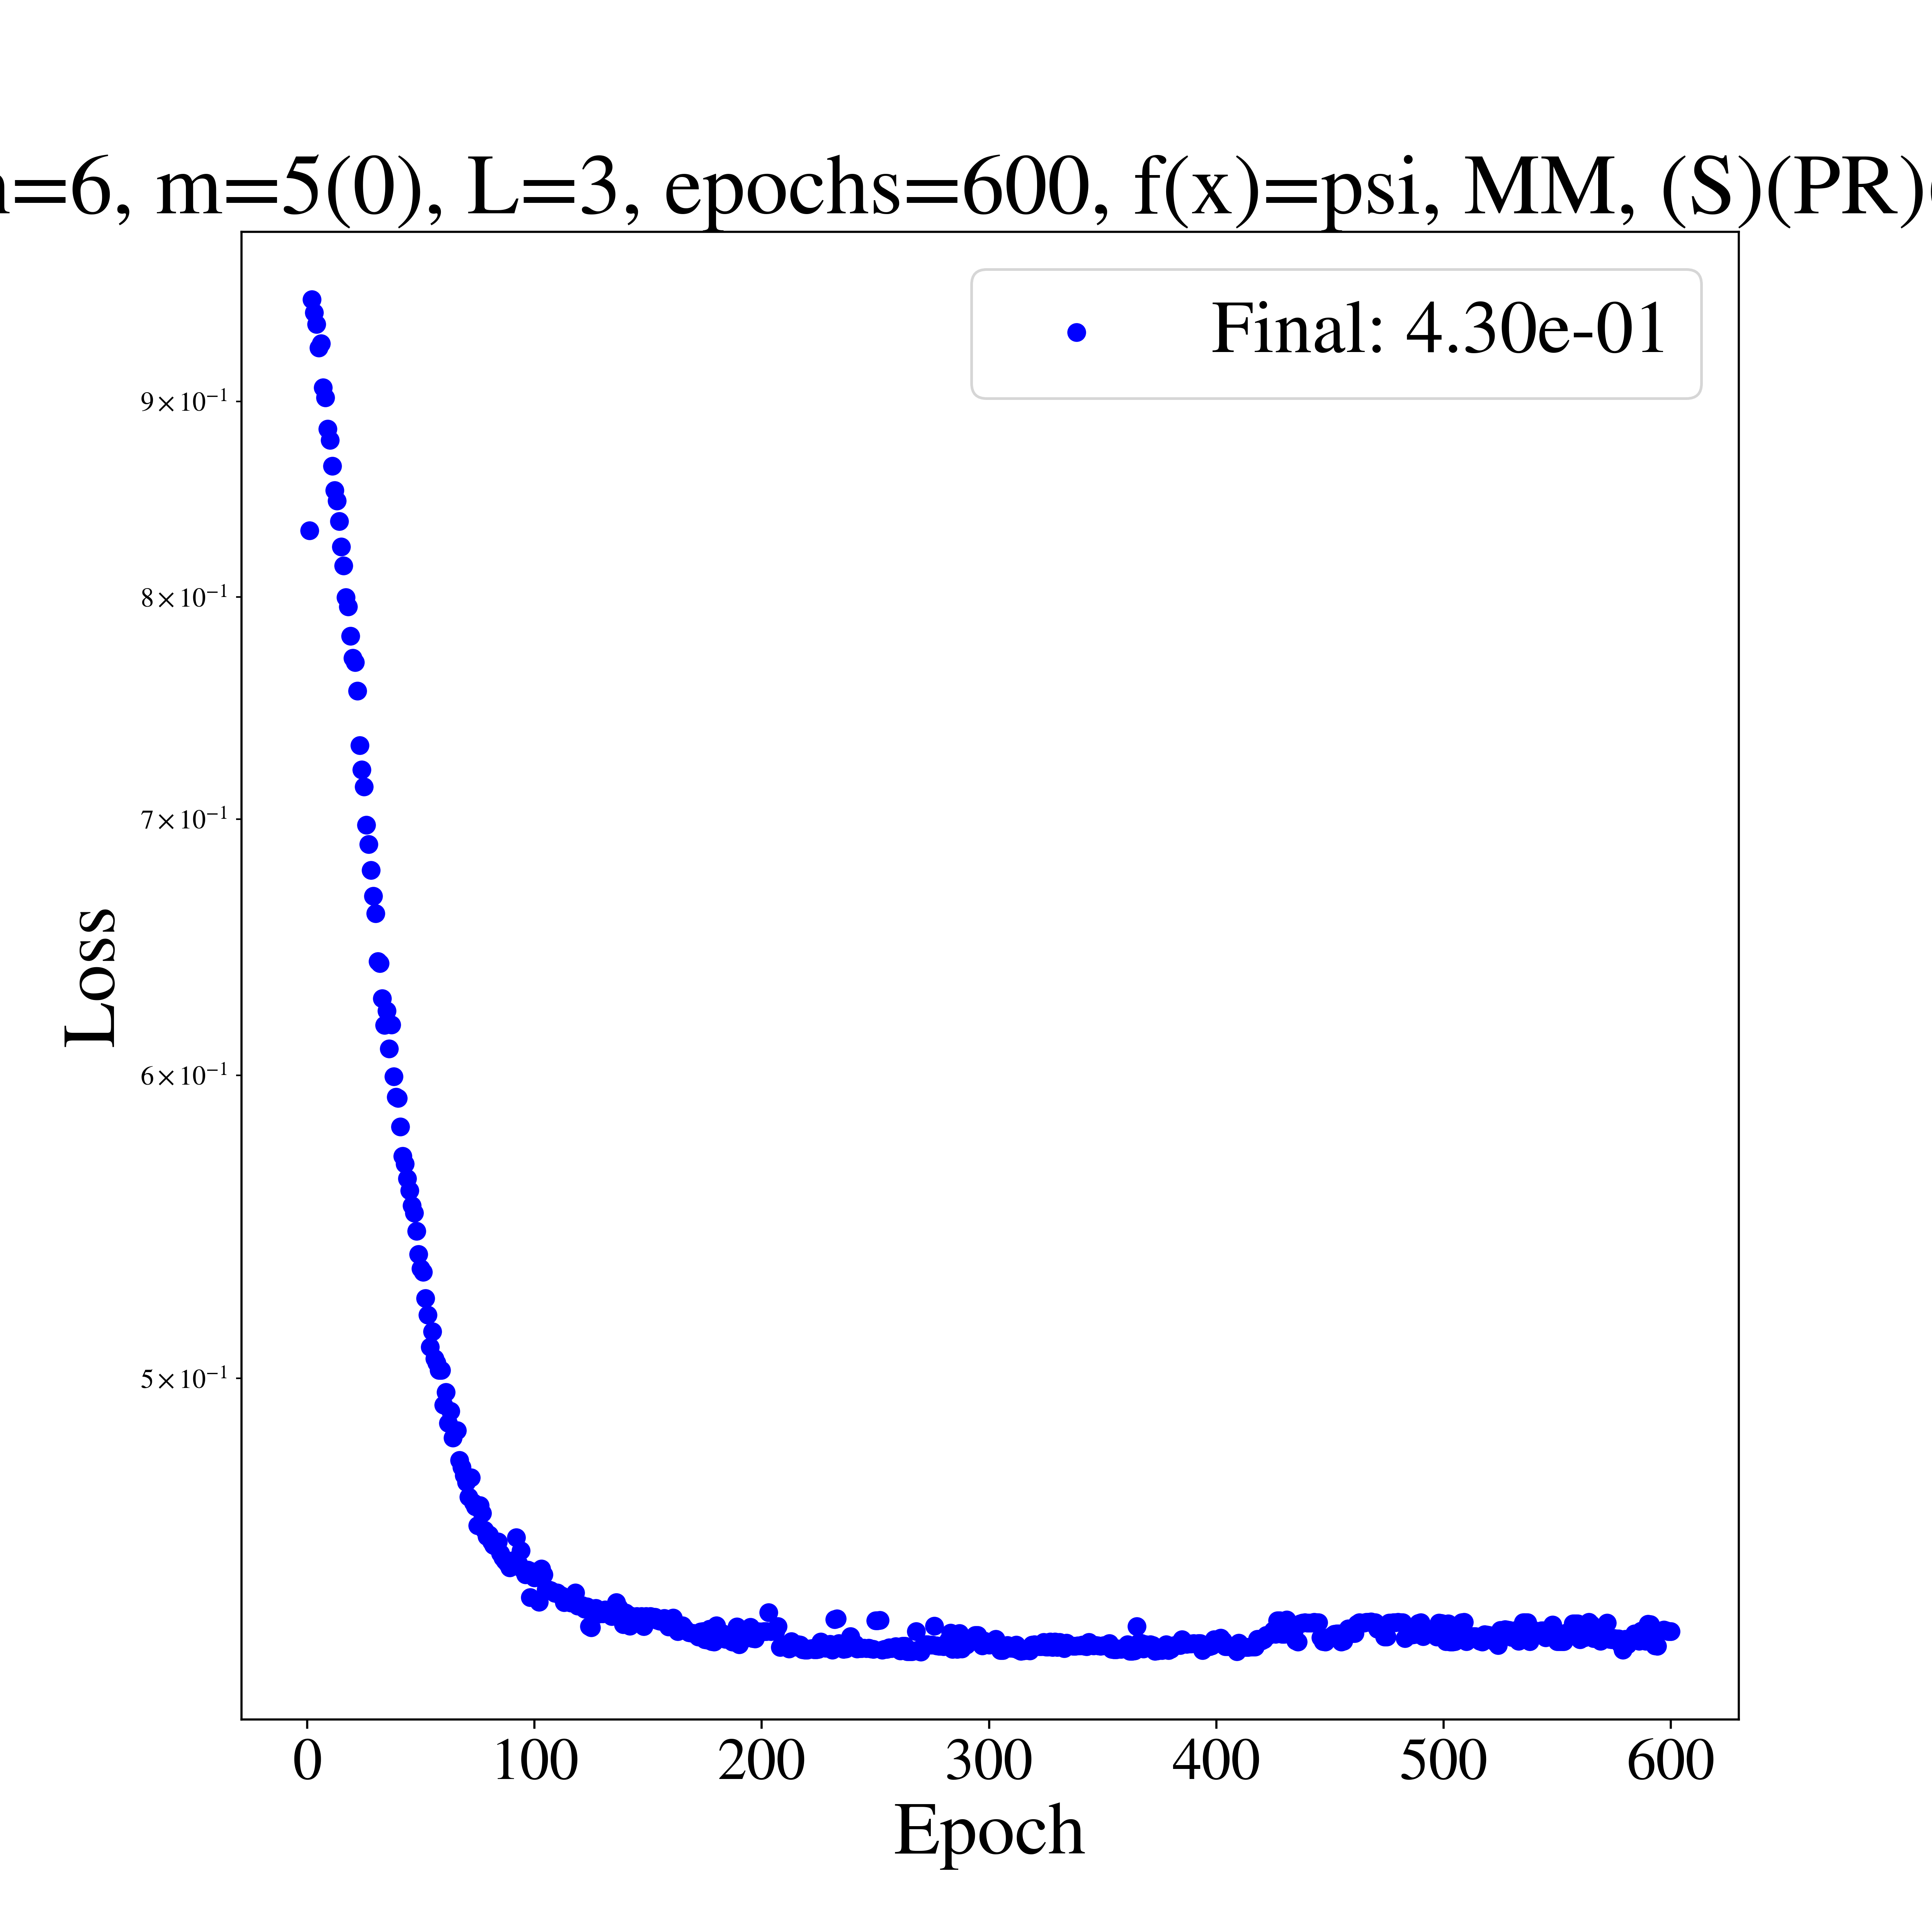 =6, m=5(0), L=3, epochs=600, f(x)=psi, MM, (S)(PR)
Final: 4.30e-01
9×10⁻¹
8×10⁻¹
7×10⁻¹
6×10⁻¹
5×10⁻¹
Loss
0 100 200 300 400 500 600
Epoch